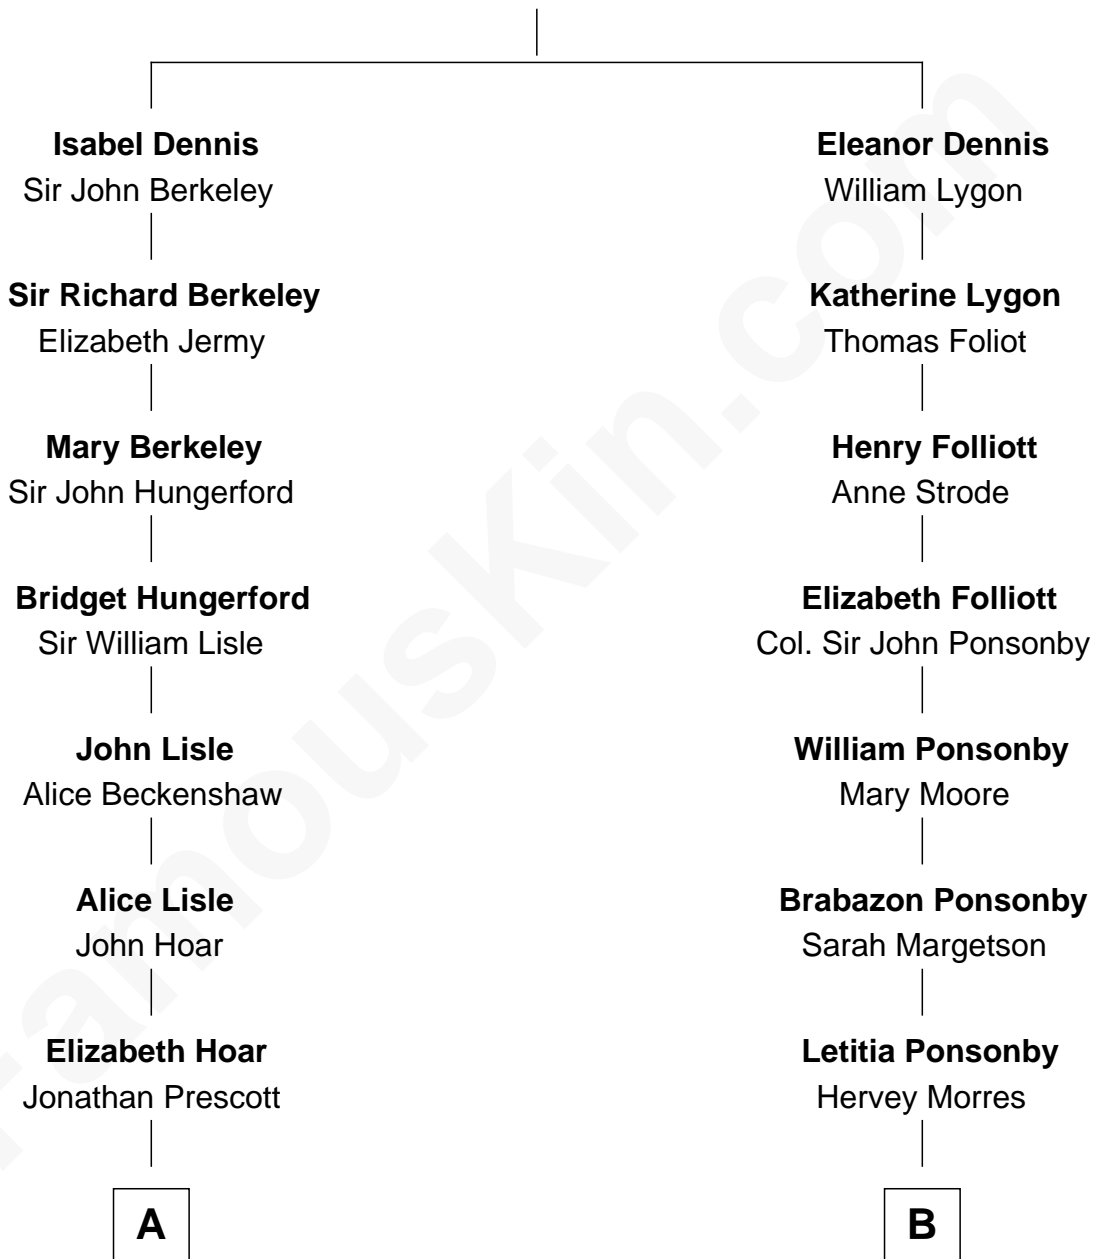 Isabel Dennis
Sir John Berkeley
Eleanor Dennis
William Lygon
Sir Richard Berkeley
Elizabeth Jermy
Katherine Lygon
Thomas Foliot
Mary Berkeley
Sir John Hungerford
Henry Folliott
Anne Strode
Bridget Hungerford
Sir William Lisle
Elizabeth Folliott
Col. Sir John Ponsonby
John Lisle
Alice Beckenshaw
William Ponsonby
Mary Moore
Alice Lisle
John Hoar
Brabazon Ponsonby
Sarah Margetson
Elizabeth Hoar
Jonathan Prescott
Letitia Ponsonby
Hervey Morres
A
B
FamousKin.com